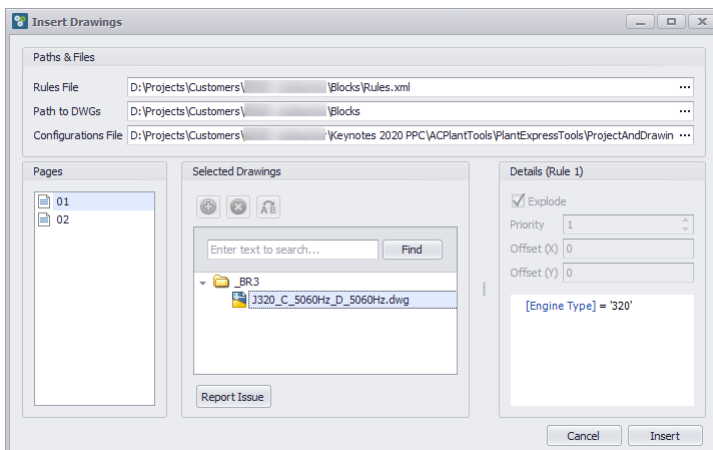 Insert Drawings
Paths & Files
Rules File D:\Projects\Customers\ \Blocks\Rules.xml ...
Path to DWGs D:\Projects\Customers\ \Blocks ...
Configurations File D:\Projects\Customers\ \Keynotes 2020 PPC\ACPlantTools\PlantExpressTools\ProjectAndDrawin ...
Pages
01
02
Selected Drawings
AB
Enter text to search... Find
_BR3
J320_C_5060Hz_D_5060Hz.dwg
Report Issue
Details (Rule 1)
Explode
Priority 1
Offset (X) 0
Offset (Y) 0
[Engine Type] = '320'
Cancel Insert